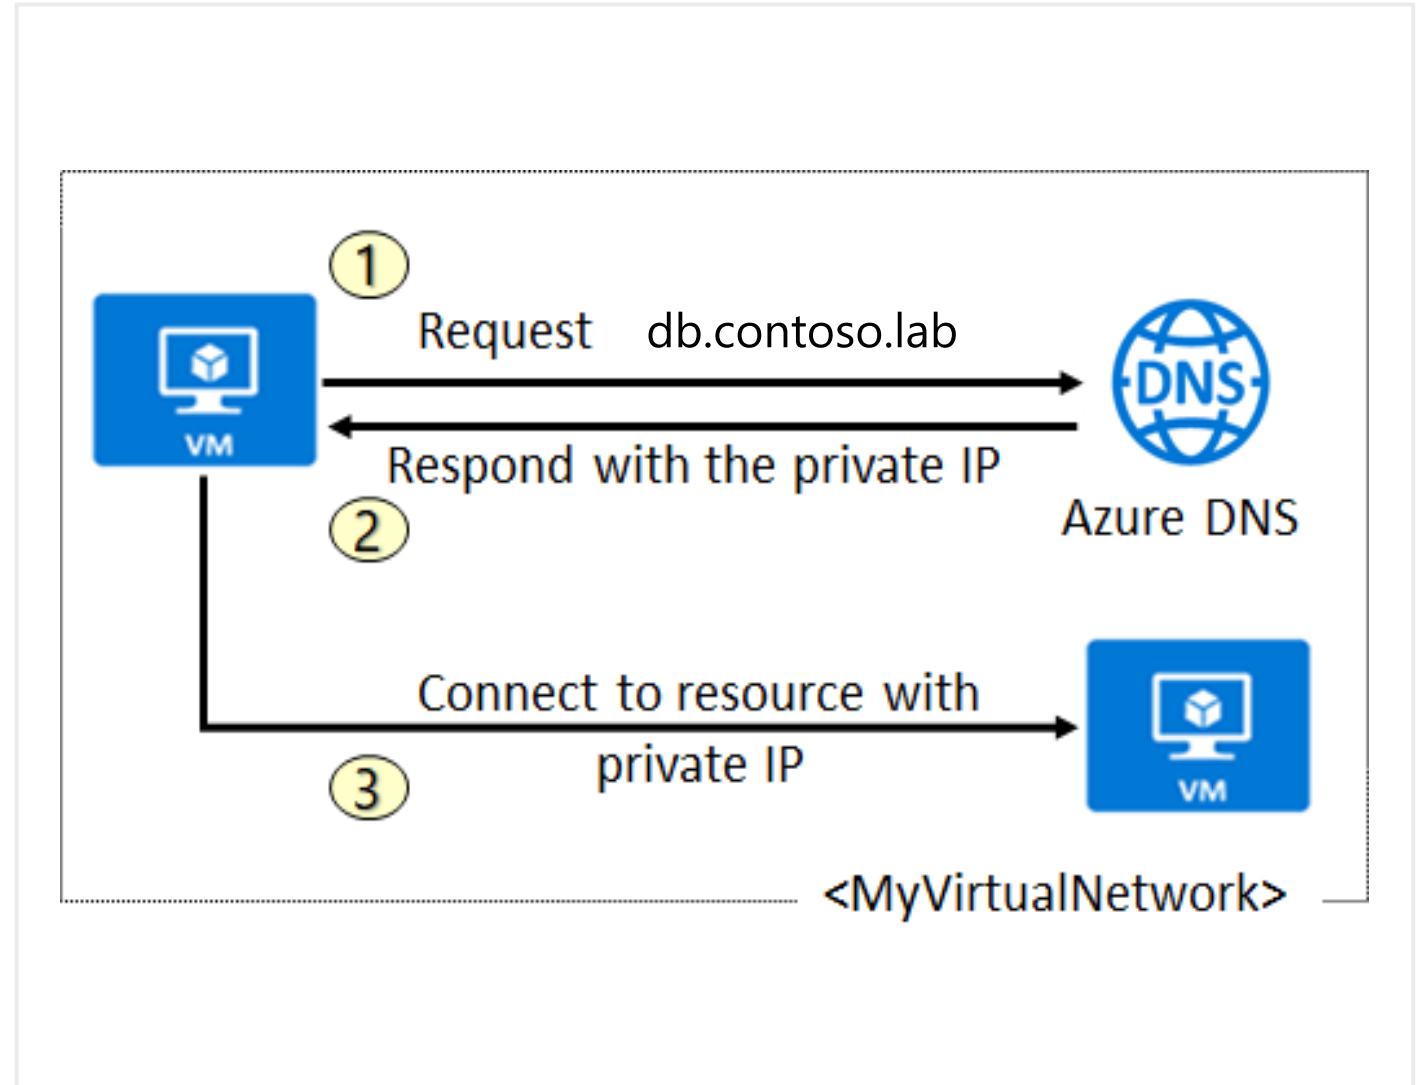 1
Request db.contoso.lab
DNS
VM
Respond with the private IP
Azure DNS
2
Connect to resource with
private IP
VM
3
<MyVirtualNetwork>